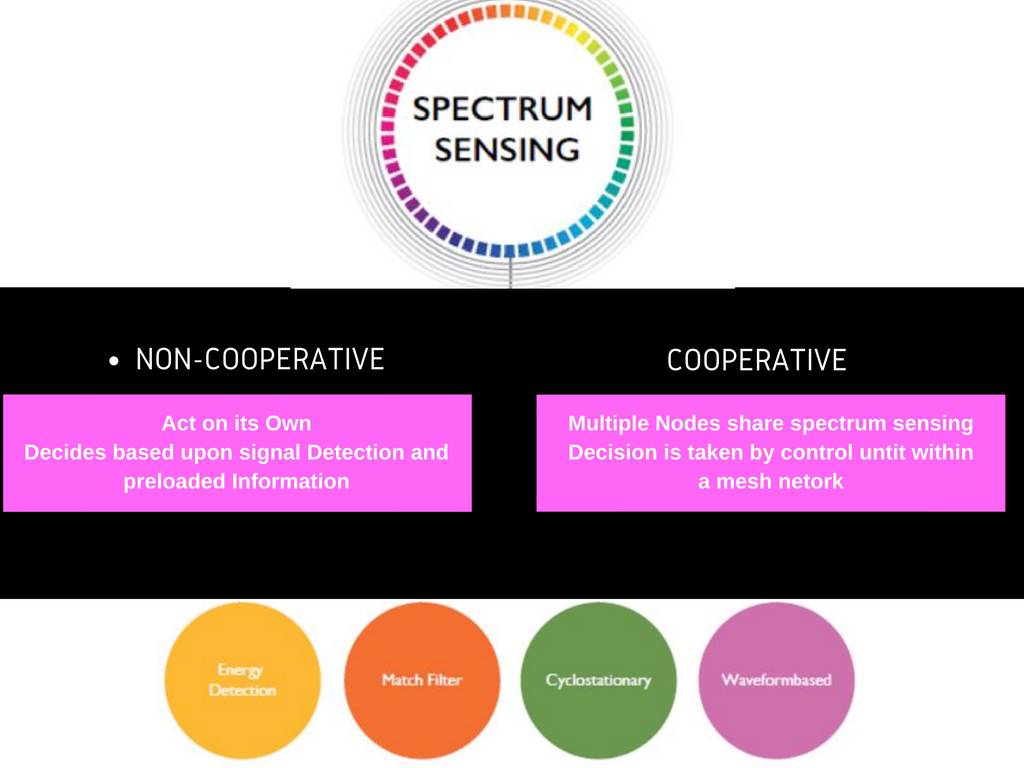 SPECTRUM
SENSING
• NON-COOPERATIVE
Act on its Own
Decides based upon signal Detection and
preloaded Information
COOPERATIVE
Multiple Nodes share spectrum sensing
Decision is taken by control untit within
a mesh netork
Energy
Detection
Match Filter
Cyclostationary
Waveformbased